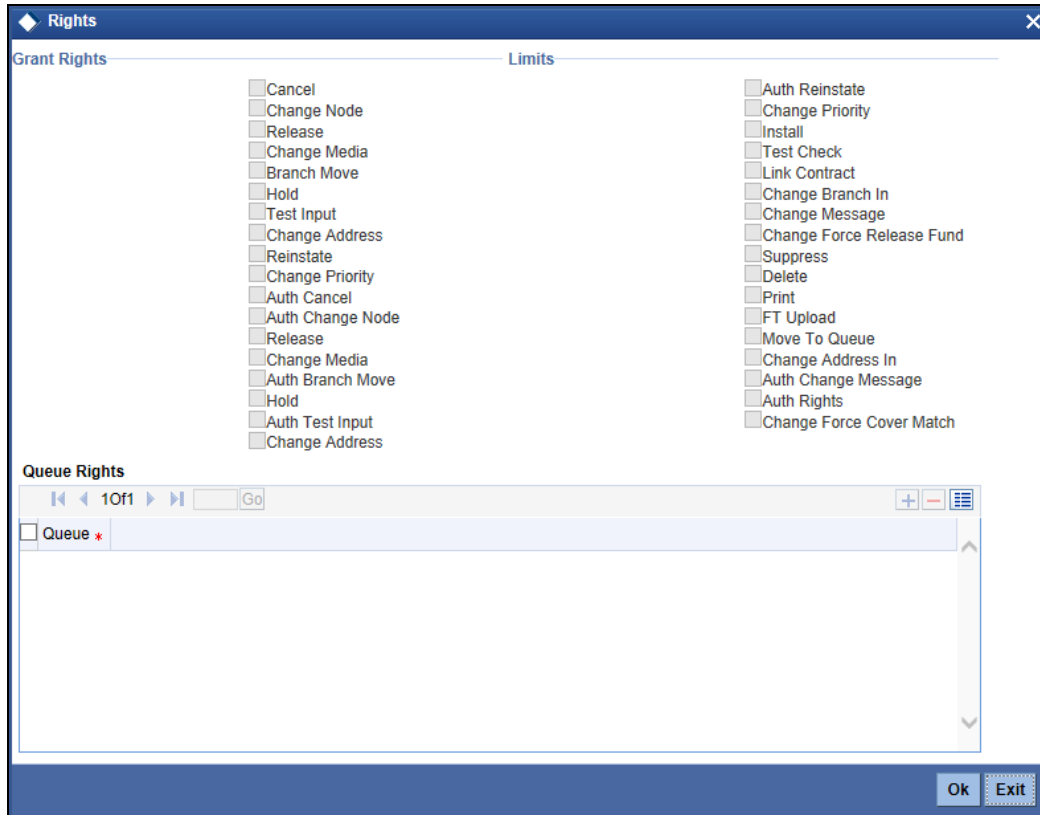 Rights
Grant Rights
Cancel
Change Node
Release
Change Media
Branch Move
Hold
Test Input
Change Address
Reinstate
Change Priority
Auth Cancel
Auth Change Node
Release
Change Media
Auth Branch Move
Hold
Auth Test Input
Change Address
Limits
Auth Reinstate
Change Priority
Install
Test Check
Link Contract
Change Branch In
Change Message
Change Force Release Fund
Suppress
Delete
Print
FT Upload
Move To Queue
Change Address In
Auth Change Message
Auth Rights
Change Force Cover Match
Queue Rights
1Of1 Go
Queue *
Ok Exit